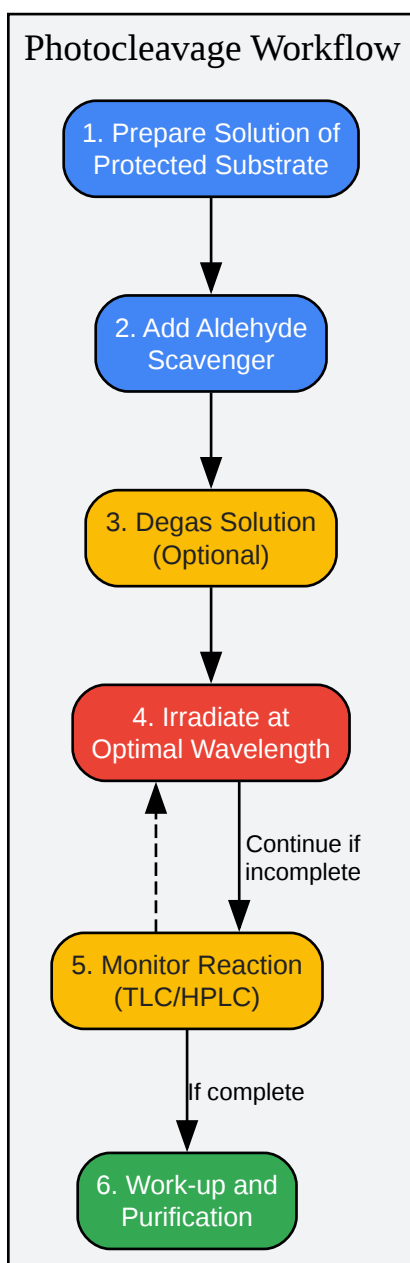 Photocleavage Workflow
1. Prepare Solution of
Protected Substrate
2. Add Aldehyde
Scavenger
3. Degas Solution
(Optional)
4. Irradiate at
Optimal Wavelength
Continue if
incomplete
5. Monitor Reaction
(TLC/HPLC)
If complete
6. Work-up and
Purification